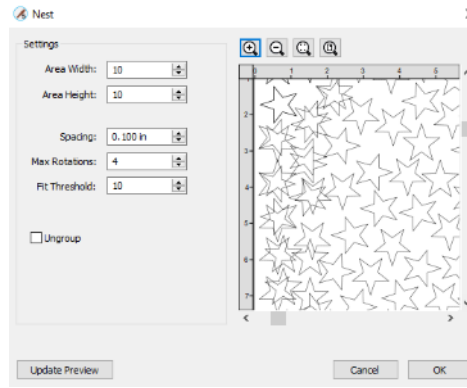 Nest
Settings
Area Width: 10
Area Height: 10
Spacing: 0.100 in
Max Rotations: 4
Fit Threshold: 10
Ungroup
0 1 2 3 4 5
2
3
4
5
6
7
Update Preview
Cancel
OK